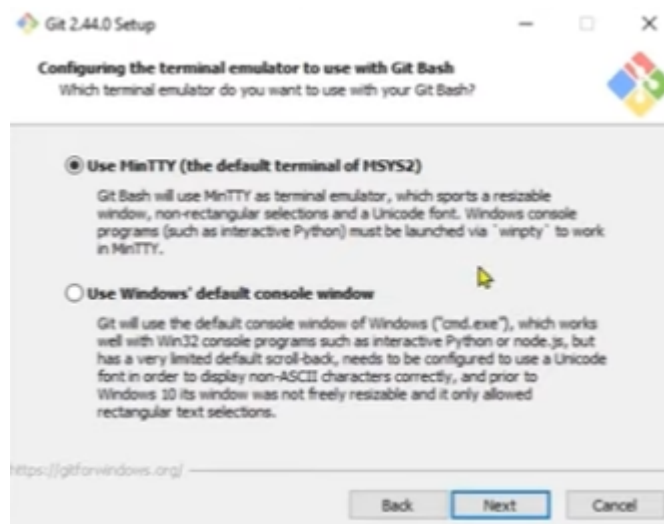 Git 2.44.0 Setup
Configuring the terminal emulator to use with Git Bash
Which terminal emulator do you want to use with your Git Bash?
Use MinTTY (the default terminal of MSYS2)
Git Bash will use MinTTY as terminal emulator, which sports a resizable
window, non-rectangular selections and a Unicode font. Windows console
programs (such as interactive Python) must be launched via `winpty` to work
in MinTTY.
Use Windows' default console window
Git will use the default console window of Windows ("cmd.exe"), which works
well with Win32 console programs such as interactive Python or node.js, but
has a very limited default scroll-back, needs to be configured to use a Unicode
font in order to display non-ASCII characters correctly, and prior to
Windows 10 its window was not freely resizable and it only allowed
rectangular text selections.
https://gitforwindows.org/
Back Next Cancel